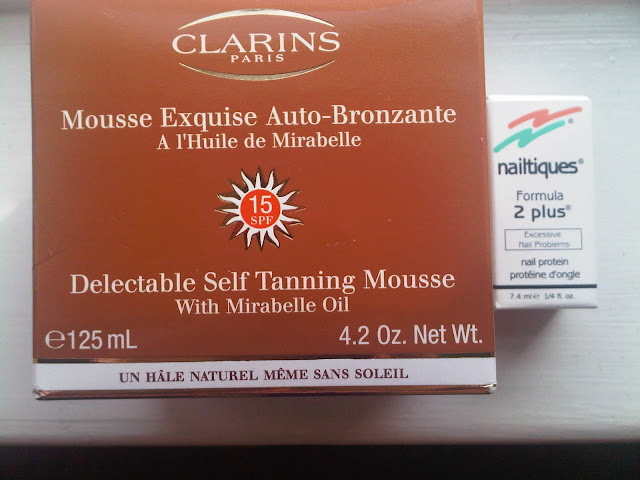 CLARINS
PARIS
Mousse Exquise Auto-Bronzante
A l'Huile de Mirabelle
15
SPF
Delectable Self Tanning Mousse
With Mirabelle Oil
℮125 mL
4.2 Oz. Net Wt.
UN HÂLE NATUREL MÊME SANS SOLEIL
nailtiques®
Formula
2 plus®
Excessive
Nail Problems
nail protein
protéine d'ongle
7.4 ml ℮ 1/4 fl. oz.